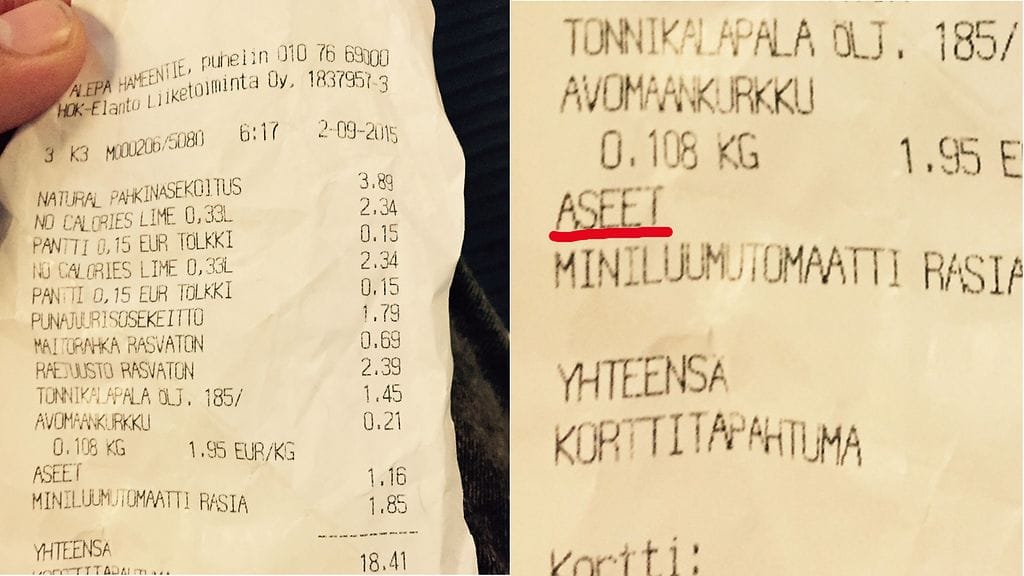 ALEPA HAMEENTIE, puhelin 010 76 69000
HOK-Elanto Liiketoiminta Oy, 1837957-3
3 K3 M000206/5080 6:17 2-09-2015
NATURAL PAHKINASEKOITUS 3.89
NO CALORIES LIME 0,33L 2.34
PANTTI 0,15 EUR TOLKKI 0.15
NO CALORIES LIME 0,33L 2.34
PANTTI 0,15 EUR TOLKKI 0.15
PUNAJUURISOSEKEITTO 1.79
MAITORAHKA RASVATON 0.69
RAEJUUSTO RASVATON 2.39
TONNIKALAPALA ÖLJ. 185/ 1.45
AVOMAANKURKKU 0.21
0.108 KG 1.95 EUR/KG
ASEET 1.16
MINILUUMUTOMAATTI RASIA 1.85
YHTEENSA 18.41
KORTTITAPAHTUMA
TONNIKALAPALA ÖLJ. 185/
AVOMAANKURKKU
0.108 KG 1.95 E
ASEET
MINILUUMUTOMAATTI RASIA
YHTEENSA
KORTTITAPAHTUMA
Kortti: